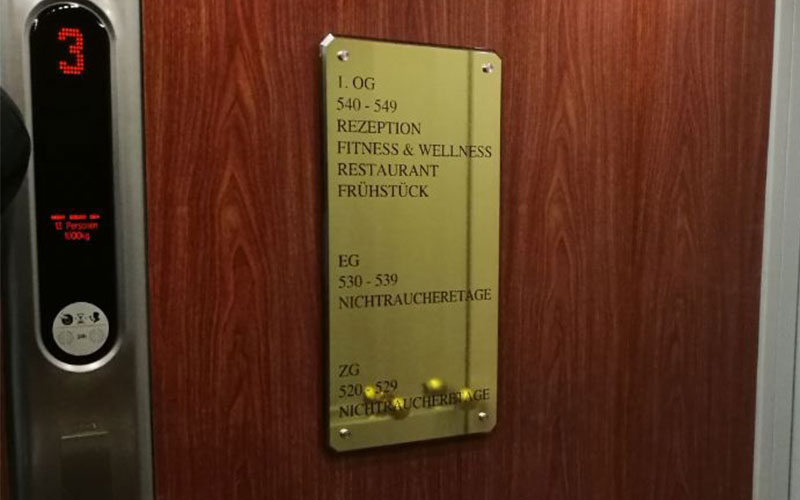 3
13 Personen
1000kg
1. OG
540 - 549
REZEPTION
FITNESS & WELLNESS
RESTAURANT
FRÜHSTÜCK
EG
530 - 539
NICHTRAUCHERETAGE
ZG
520 - 529
NICHTRAUCHERETAGE